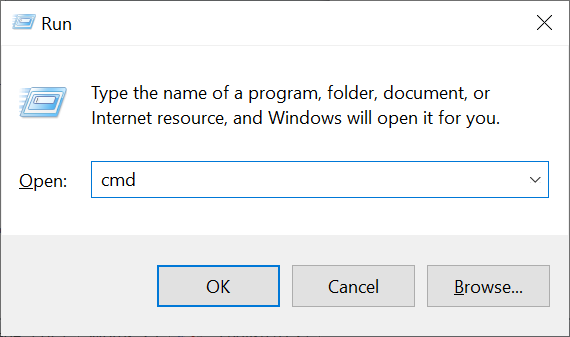 Run
Type the name of a program, folder, document, or
Internet resource, and Windows will open it for you.
Open: cmd
OK Cancel Browse...